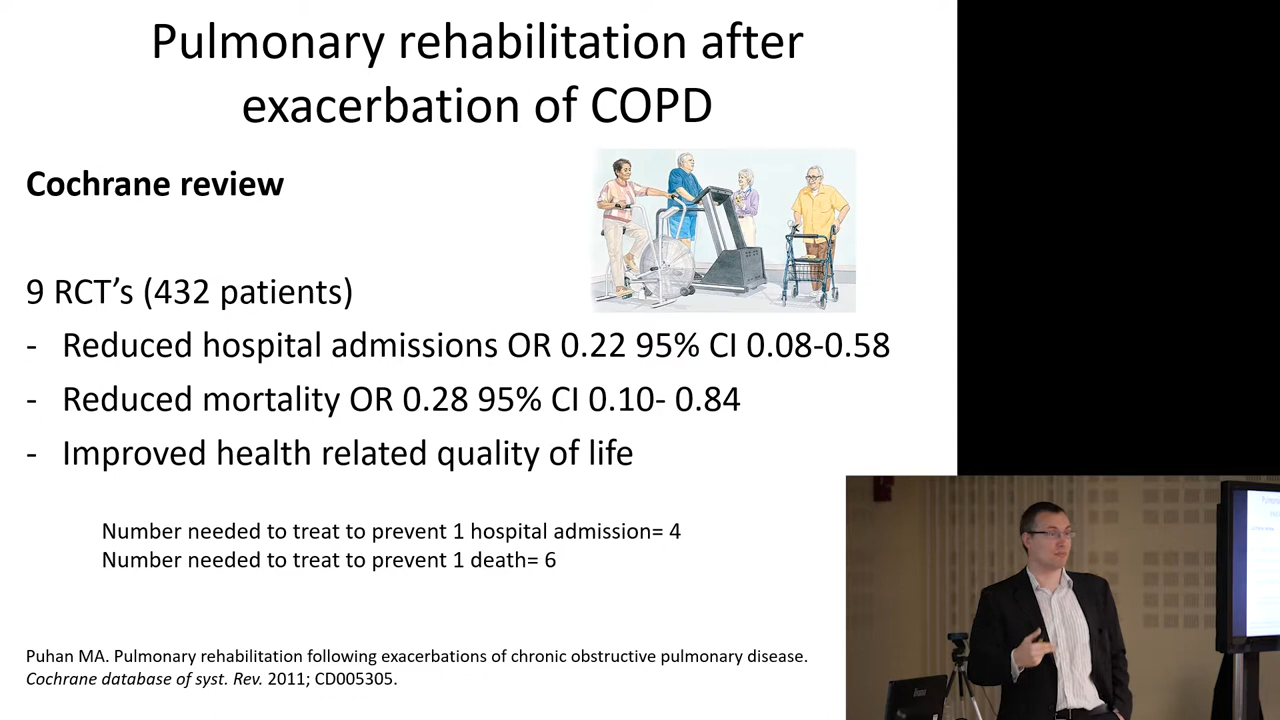 Pulmonary rehabilitation after
exacerbation of COPD
Cochrane review
9 RCT’s (432 patients)
- Reduced hospital admissions OR 0.22 95% CI 0.08-0.58
- Reduced mortality OR 0.28 95% CI 0.10- 0.84
- Improved health related quality of life
Number needed to treat to prevent 1 hospital admission= 4
Number needed to treat to prevent 1 death= 6
Puhan MA. Pulmonary rehabilitation following exacerbations of chronic obstructive pulmonary disease.
Cochrane database of syst. Rev. 2011; CD005305.